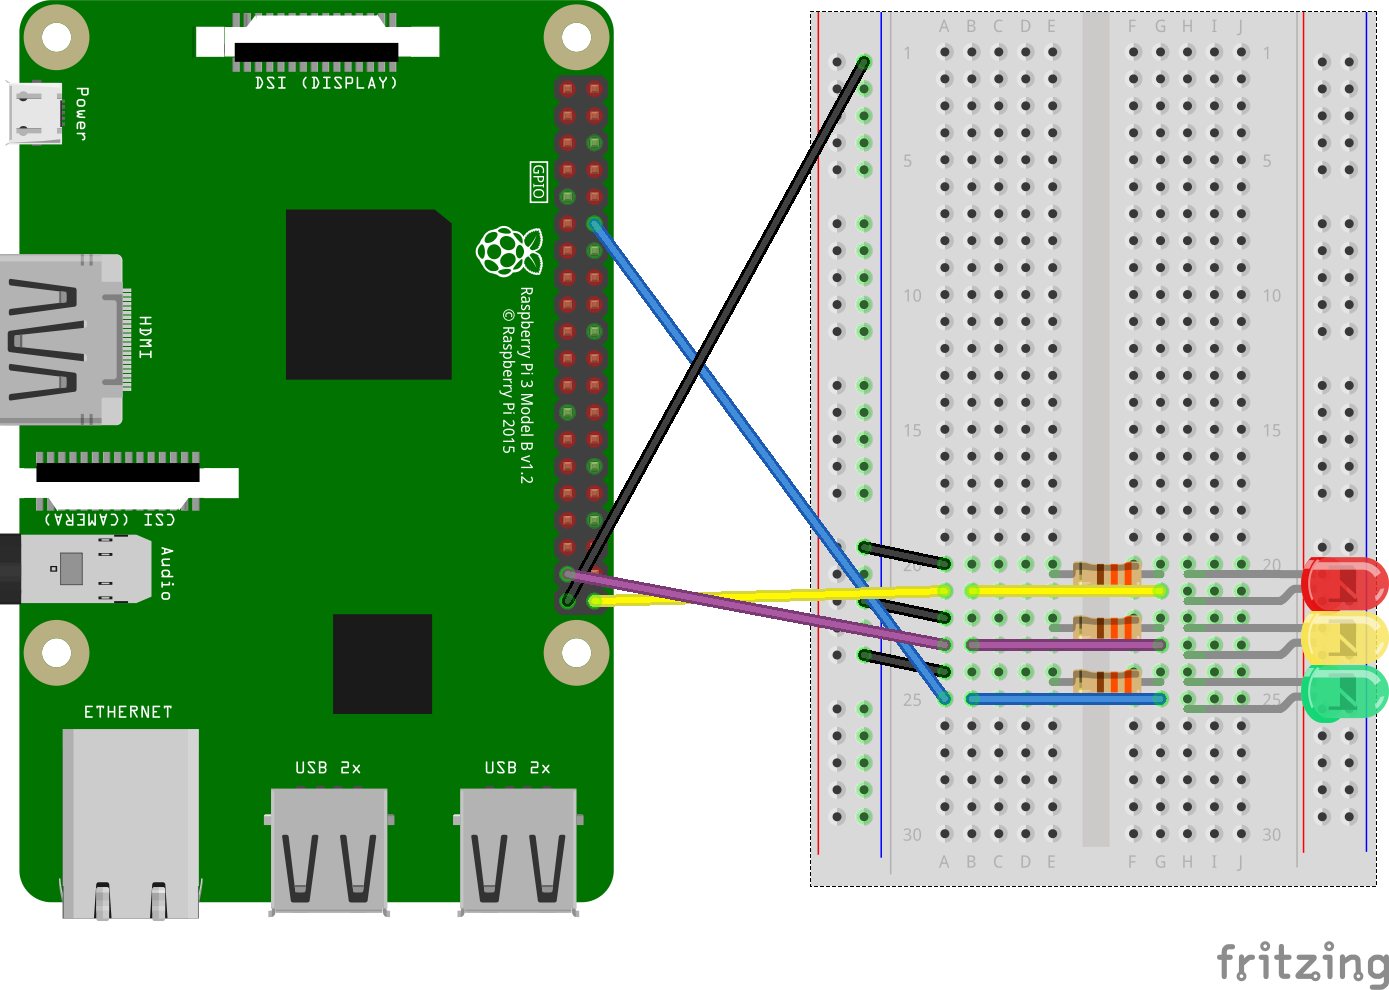 DSI (DISPLAY)
Power
GPIO
HDMI
Raspberry Pi 3 Model B v1.2
© Raspberry Pi 2015
CSI (CAMERA)
Audio
ETHERNET
USB 2x
USB 2x
A B C D E F G H I J
1 1
5 5
10 10
15 15
20 20
25 25
30 30
A B C D E F G H I J
fritzing